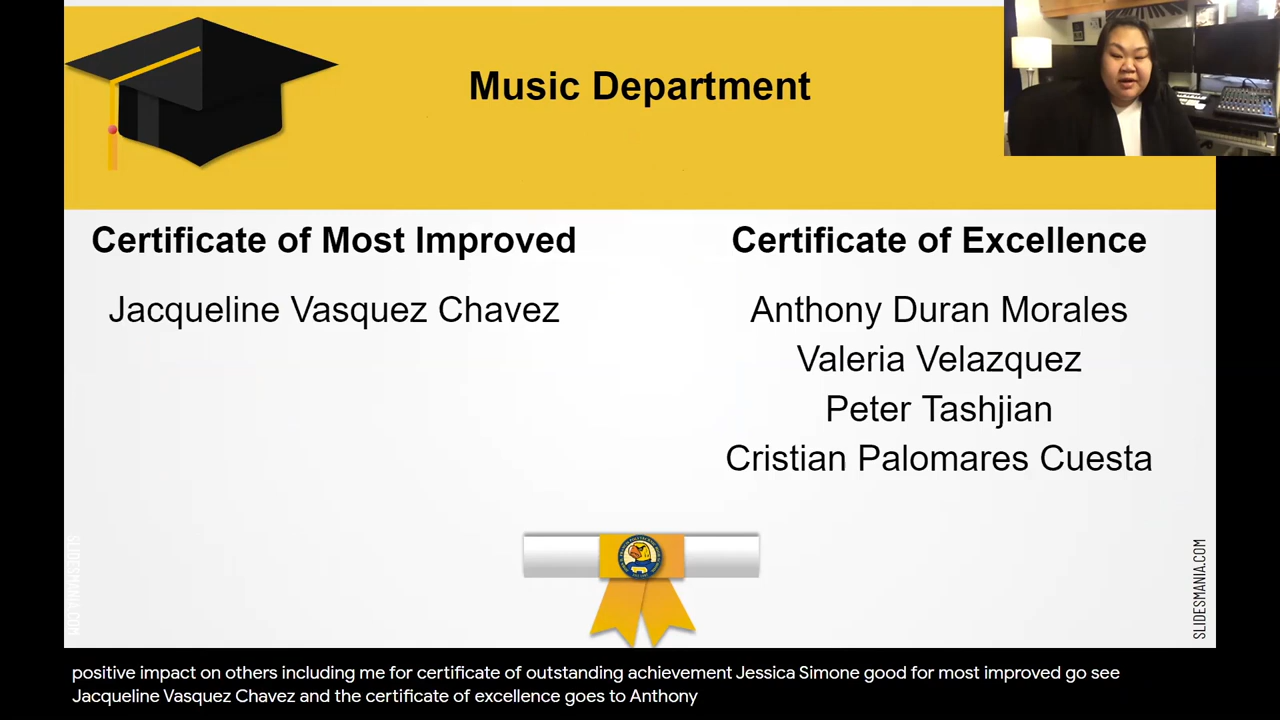 Music Department
Certificate of Most Improved
Jacqueline Vasquez Chavez
Certificate of Excellence
Anthony Duran Morales
Valeria Velazquez
Peter Tashjian
Cristian Palomares Cuesta
SLIDESMANIA.COM
SLIDESMANIA.COM
positive impact on others including me for certificate of outstanding achievement Jessica Simone good for most improved go see
Jacqueline Vasquez Chavez and the certificate of excellence goes to Anthony